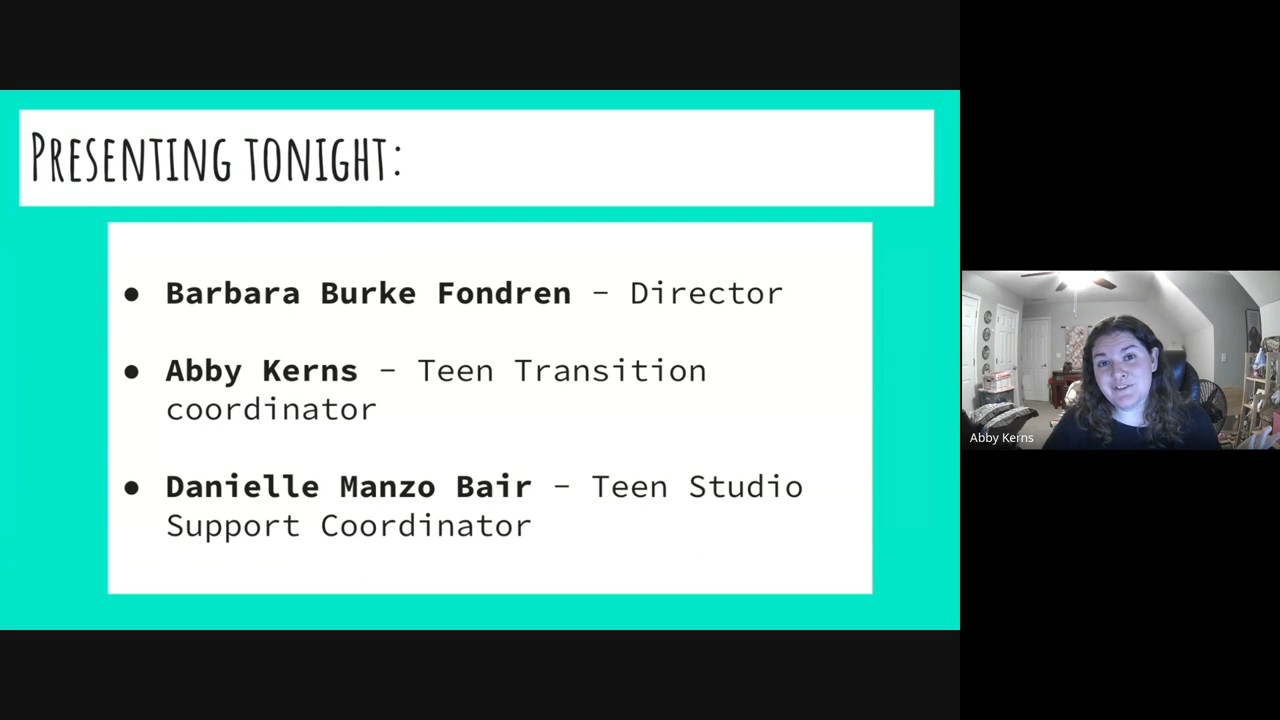 Presenting tonight:
● Barbara Burke Fondren – Director
● Abby Kerns – Teen Transition
coordinator
● Danielle Manzo Bair – Teen Studio
Support Coordinator
Abby Kerns